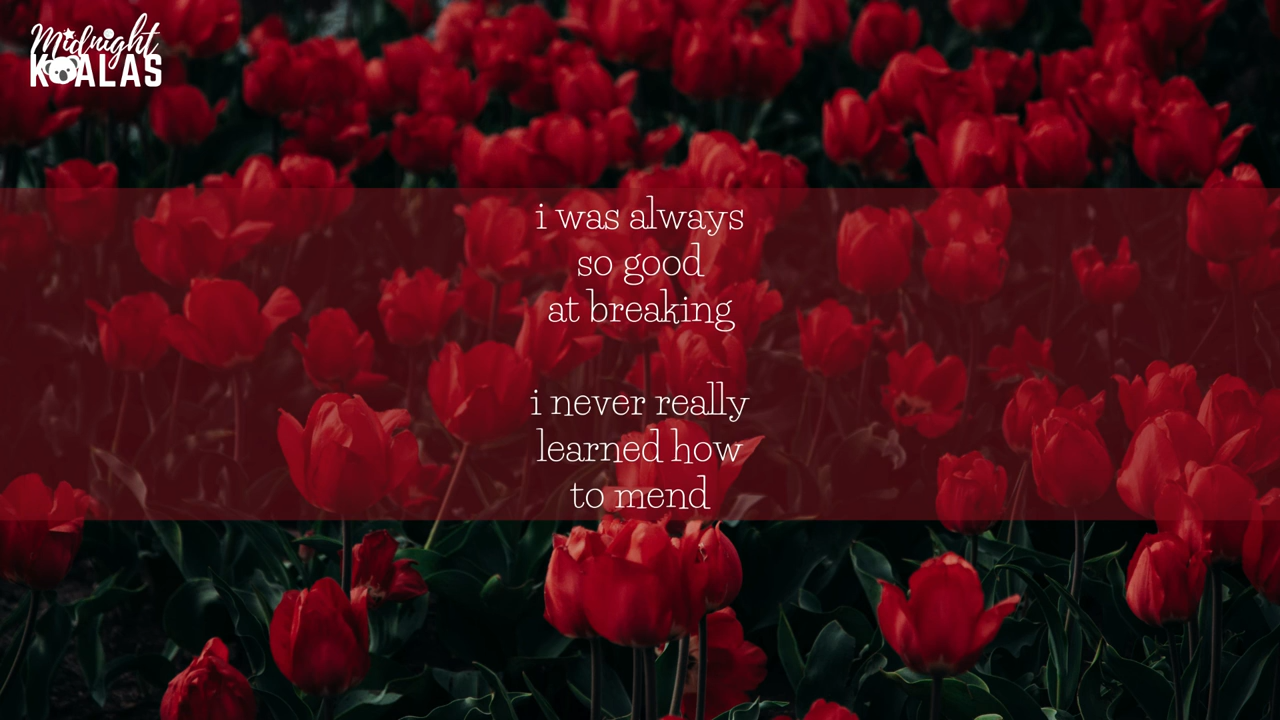 Midnight
KOALAS
i was always
so good
at breaking
i never really
learned how
to mend